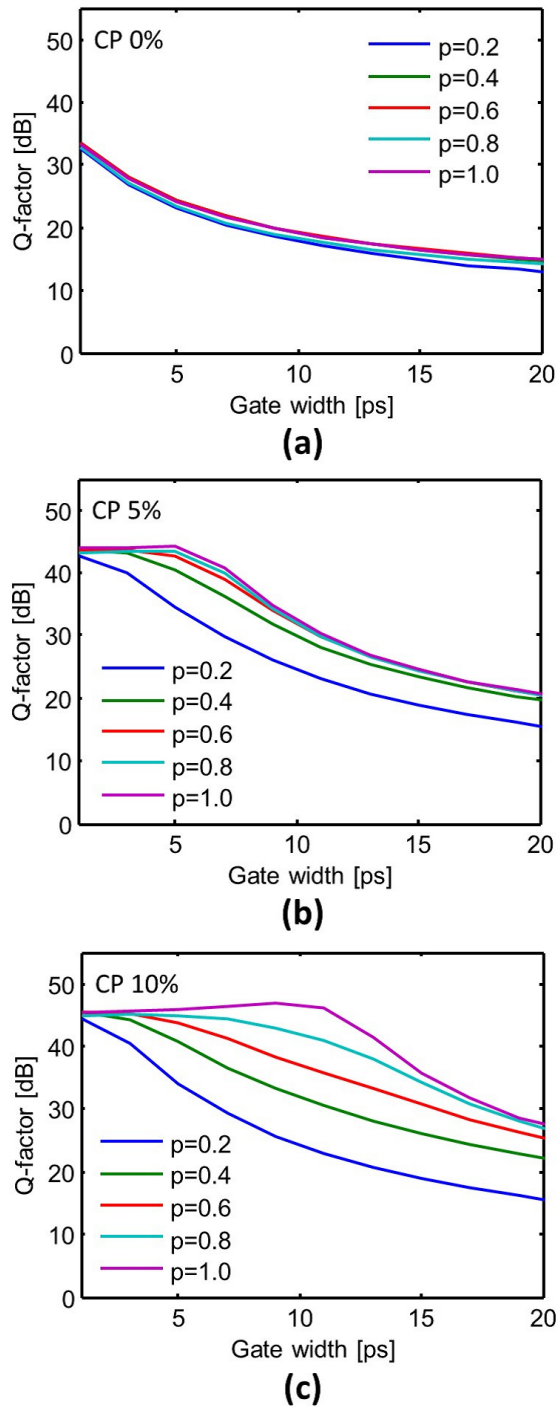 CP 0%
p=0.2
p=0.4
p=0.6
p=0.8
p=1.0
Q-factor [dB]
50
40
30
20
10
0
5
10
15
20
Gate width [ps]
(a)
CP 5%
p=0.2
p=0.4
p=0.6
p=0.8
p=1.0
Q-factor [dB]
50
40
30
20
10
0
5
10
15
20
Gate width [ps]
(b)
CP 10%
p=0.2
p=0.4
p=0.6
p=0.8
p=1.0
Q-factor [dB]
50
40
30
20
10
0
5
10
15
20
Gate width [ps]
(c)